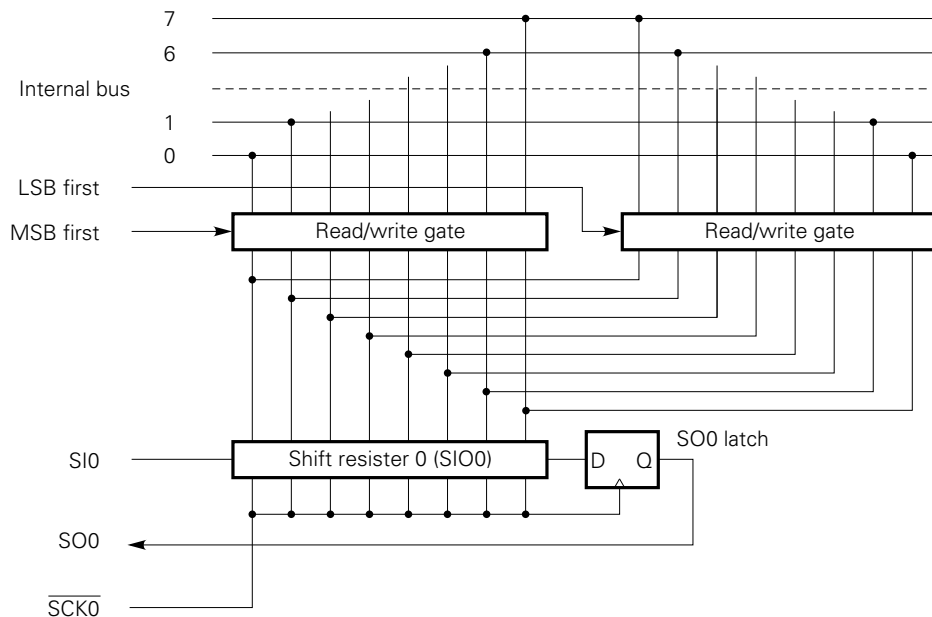 7
6
Internal bus
1
0
LSB first
MSB first
Read/write gate
Read/write gate
SO0 latch
SI0
Shift resister 0 (SIO0)
D Q
SO0
SCK0